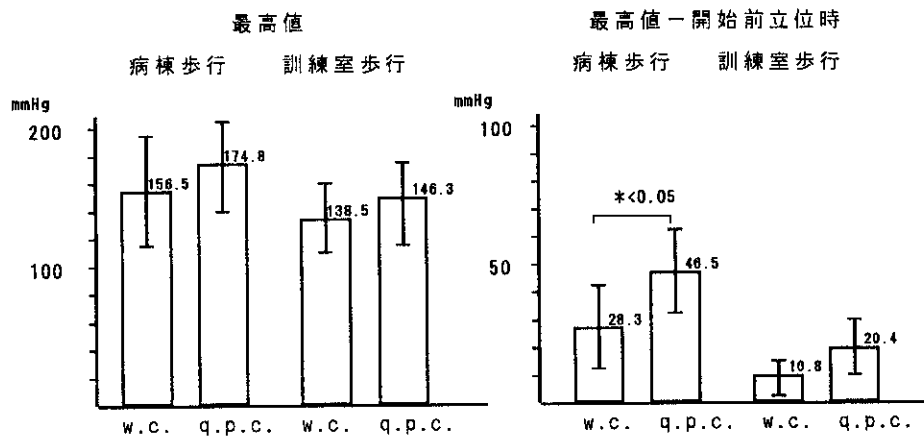 最高値
病棟歩行 訓練室歩行
mmHg
200
100
156.5
174.8
138.5
146.3
w.c. q.p.c. w.c. q.p.c.
最高値－開始前立位時
病棟歩行 訓練室歩行
mmHg
100
50
*<0.05
28.3
46.5
10.8
20.4
w.c. q.p.c. w.c. q.p.c.